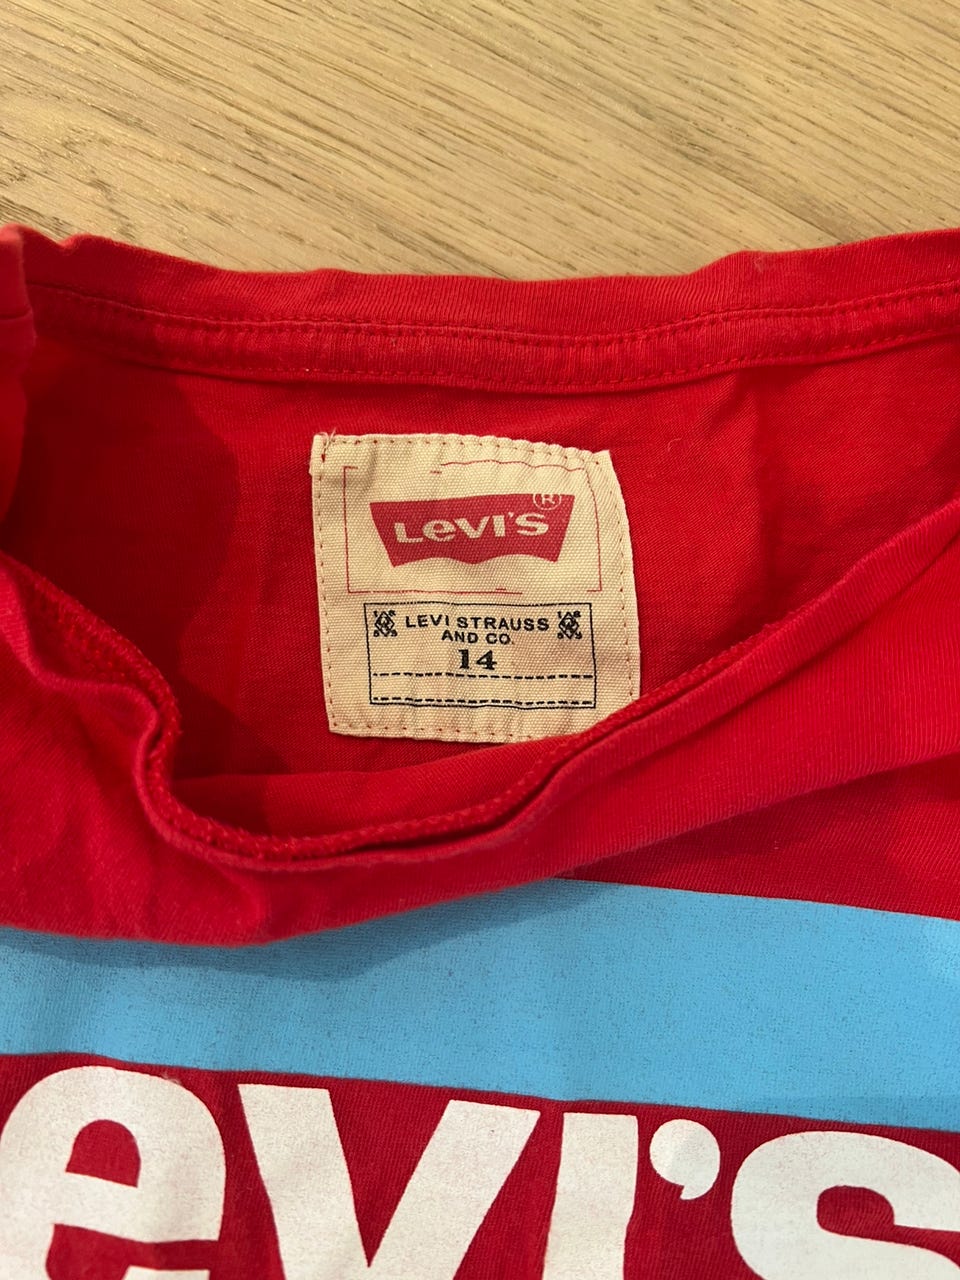 LEVI'S ®
LEVI STRAUSS
AND CO.
14
evi's